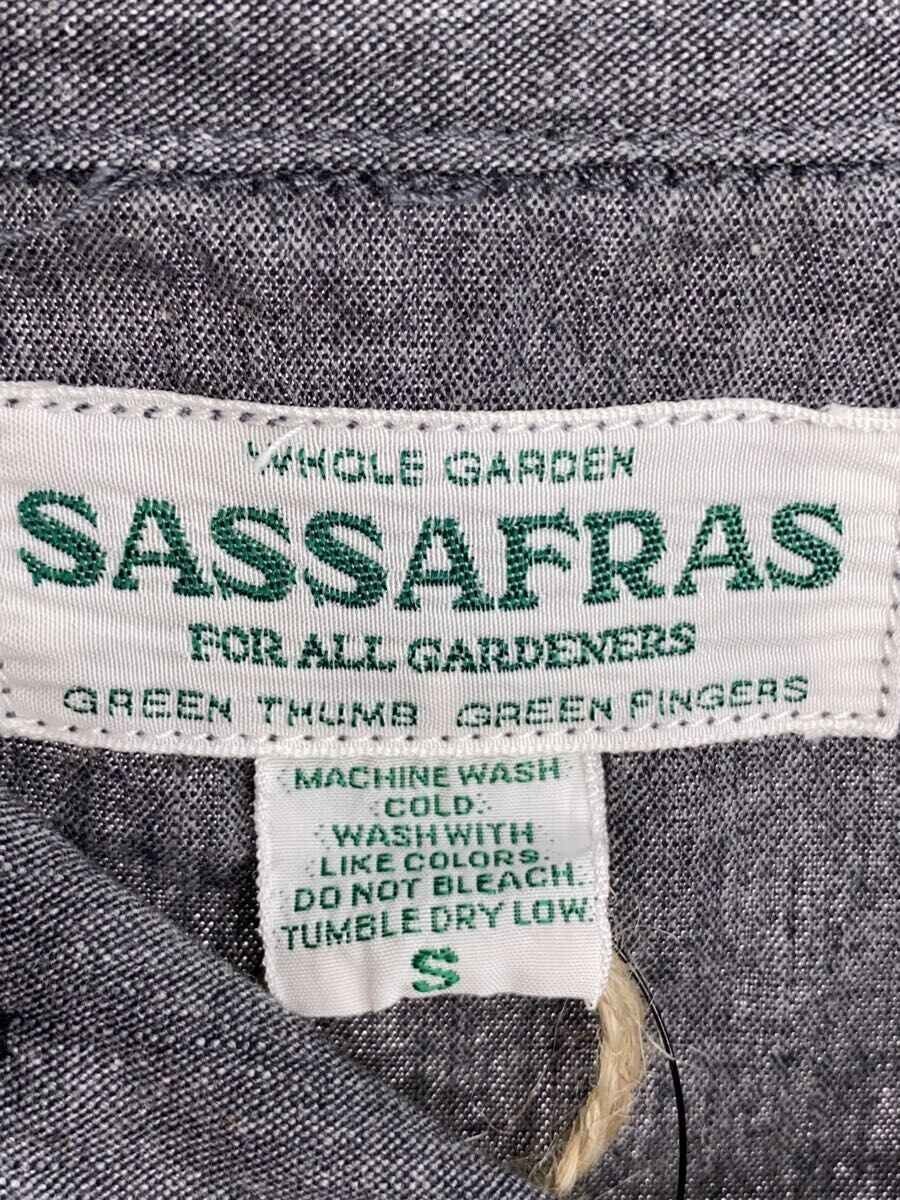 WHOLE GARDEN
SASSAFRAS
FOR ALL GARDENERS
GREEN THUMB GREEN FINGERS
MACHINE WASH
COLD.
WASH WITH
LIKE COLORS.
DO NOT BLEACH.
TUMBLE DRY LOW.
S